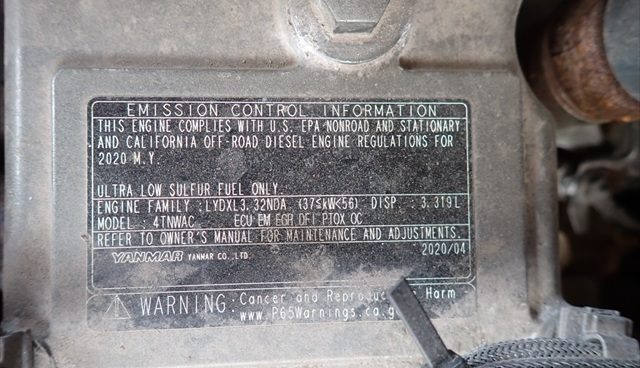 EMISSION CONTROL INFORMATION
THIS ENGINE COMPLIES WITH U.S. EPA NONROAD AND STATIONARY
AND CALIFORNIA OFF-ROAD DIESEL ENGINE REGULATIONS FOR
2020 M.Y.
ULTRA LOW SULFUR FUEL ONLY.
ENGINE FAMILY : LYDXL3.32NDA (37≤kW<56) DISP. : 3.319L
MODEL : 4TNWAC ECU EM EGR DFI PTOX OC
REFER TO OWNER'S MANUAL FOR MAINTENANCE AND ADJUSTMENTS.
YANMAR YANMAR CO.,LTD. 2020/04
WARNING: Cancer and Harm
www.P65Warnings.ca.g